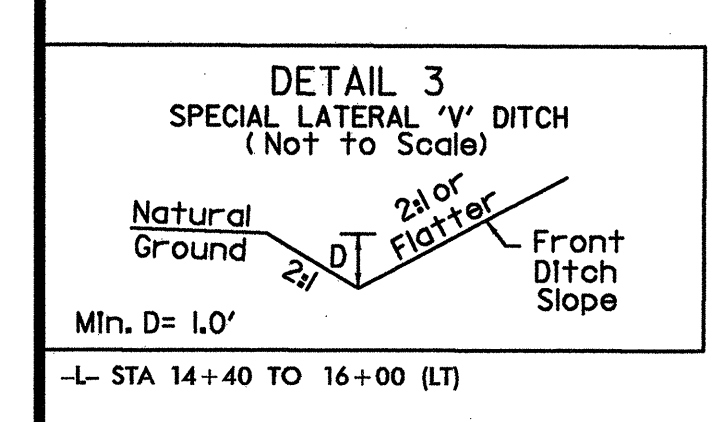 DETAIL 3
SPECIAL LATERAL 'V' DITCH
(Not to Scale)
Natural
Ground
2:1
D
2:1 or
Flatter
Front
Ditch
Slope
Min. D= 1.0'
-L- STA 14+40 TO 16+00 (LT)